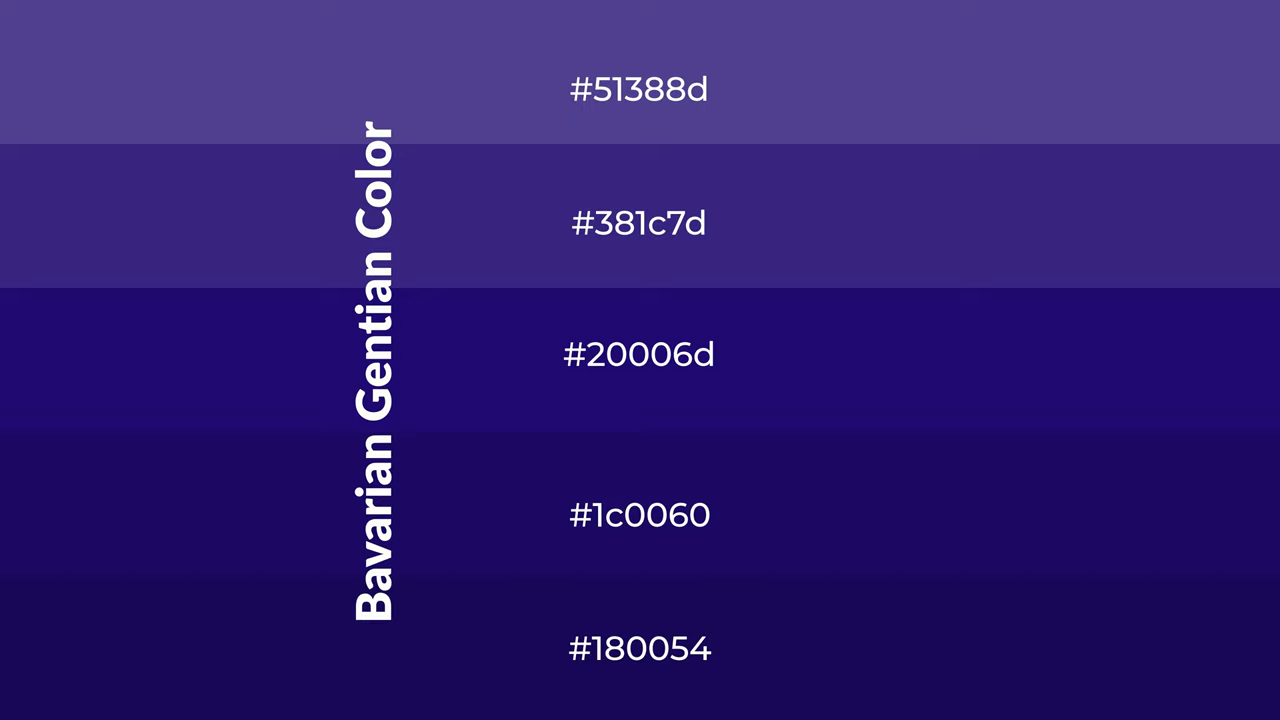 Bavarian Gentian Color
#51388d
#381c7d
#20006d
#1c0060
#180054